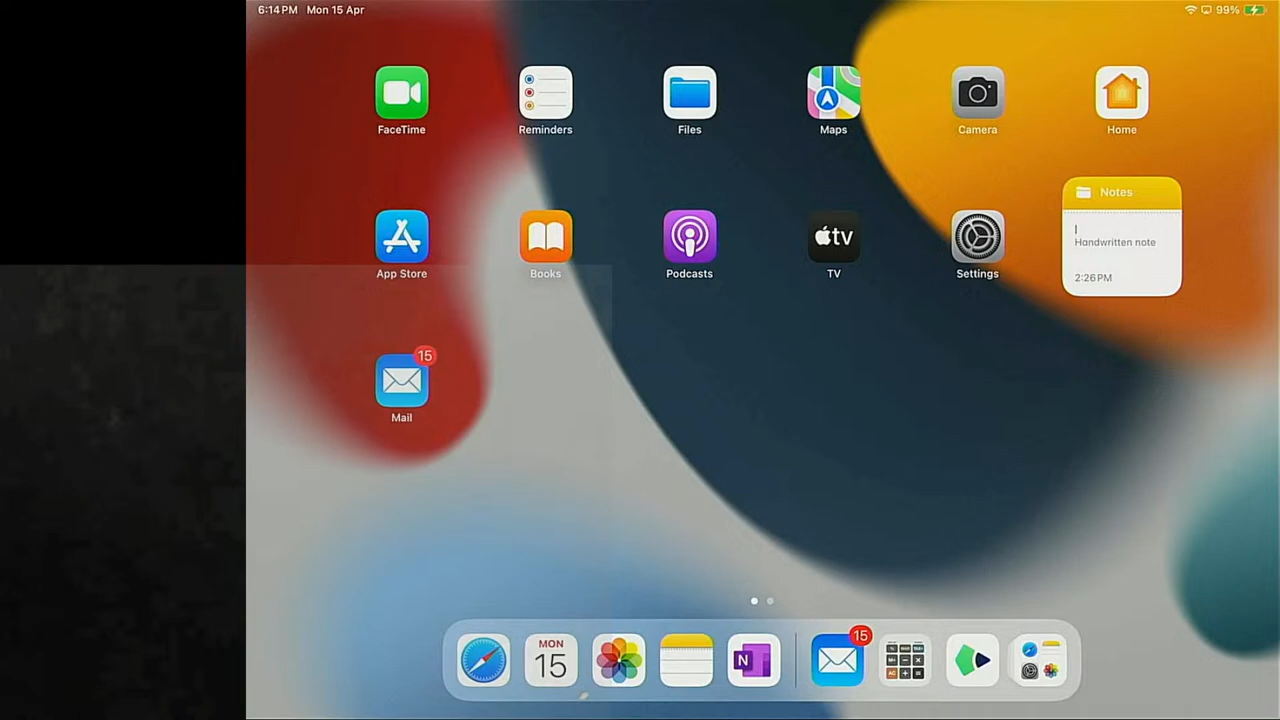 6:14 PM Mon 15 Apr
99%
FaceTime
Reminders
Files
Maps
Camera
Home
App Store
Books
Podcasts
tv
TV
Settings
Notes
Handwritten note
2:26 PM
15
Mail
MON
15
N
15